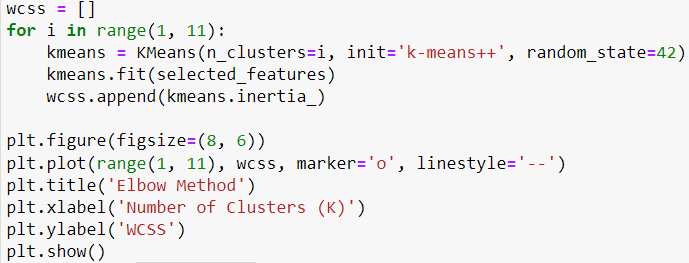 wcss = []
for i in range(1, 11):
    kmeans = KMeans(n_clusters=i, init='k-means++', random_state=42)
    kmeans.fit(selected_features)
    wcss.append(kmeans.inertia_)

plt.figure(figsize=(8, 6))
plt.plot(range(1, 11), wcss, marker='o', linestyle='--')
plt.title('Elbow Method')
plt.xlabel('Number of Clusters (K)')
plt.ylabel('WCSS')
plt.show()